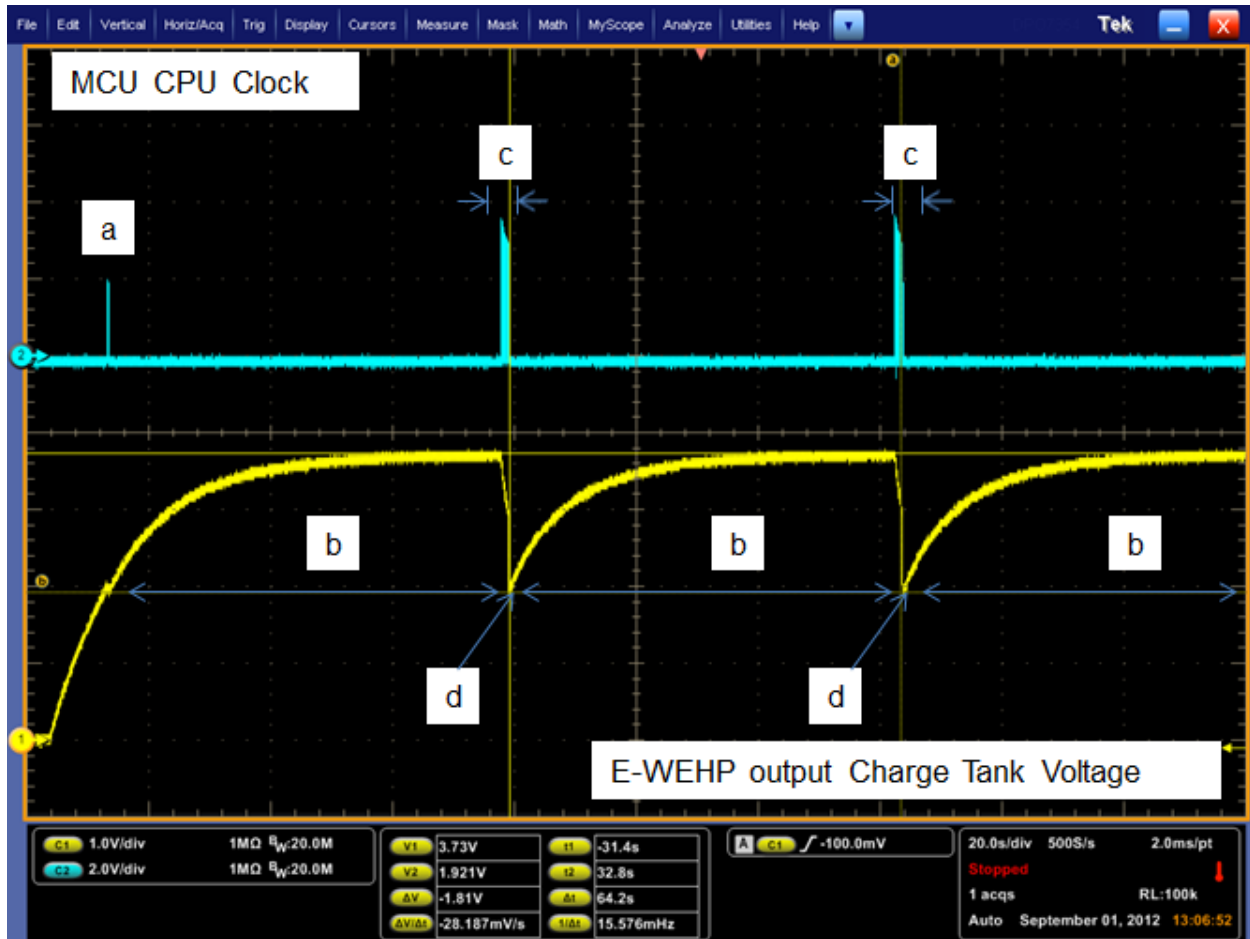 File Edit Vertical Horiz/Acq Trig Display Cursors Measure Mask Math MyScope Analyze Utilities Help Tek X
MCU CPU Clock
a
c
c
a
2
b
b
b
b
d
d
1
E-WEHP output Charge Tank Voltage
C1 1.0V/div 1MΩ BW:20.0M
C2 2.0V/div 1MΩ BW:20.0M
V1 3.73V t1 -31.4s
V2 1.921V t2 32.8s
ΔV -1.81V Δt 64.2s
ΔV/Δt -28.187mV/s 1/Δt 15.576mHz
A C1 -100.0mV
20.0s/div 500S/s 2.0ms/pt
Stopped
1 acqs RL:100k
Auto September 01, 2012 13:06:52